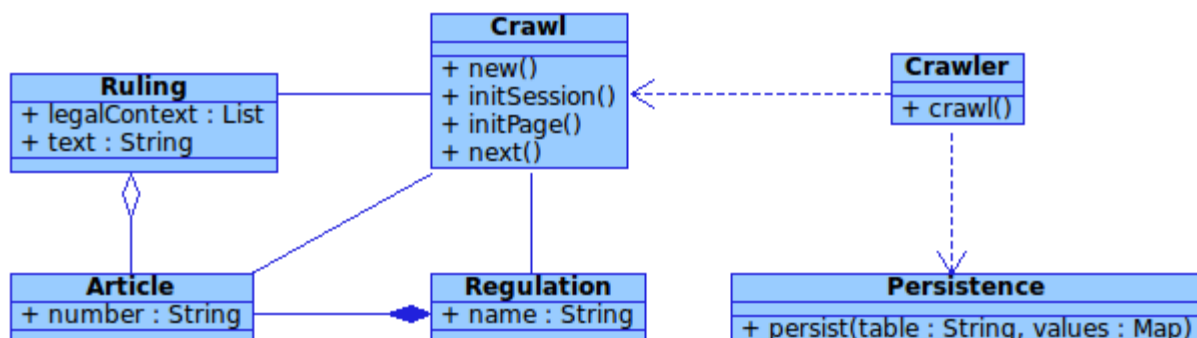 Crawl
+ new()
+ initSession()
+ initPage()
+ next()
Crawler
+ crawl()
Ruling
+ legalContext : List
+ text : String
Article
+ number : String
Regulation
+ name : String
Persistence
+ persist(table : String, values : Map)